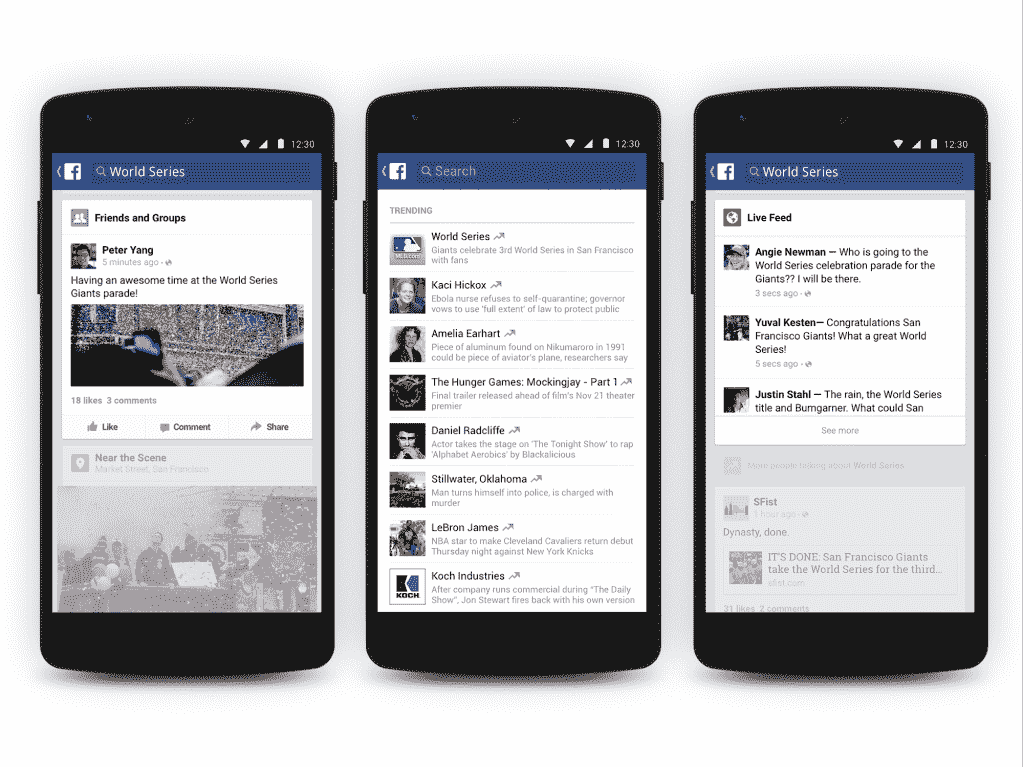 12:30
World Series
Friends and Groups
Peter Yang
5 minutes ago ·
Having an awesome time at the World Series
Giants parade!
18 likes 3 comments
Like Comment Share
Near the Scene
Market Street, San Francisco
12:30
Search
TRENDING
World Series
Giants celebrate 3rd World Series in San Francisco
with fans
MLB.com
Kaci Hickox
Ebola nurse refuses to self-quarantine; governor
vows to use 'full extent' of law to protect public
Amelia Earhart
Piece of aluminum found on Nikumaroro in 1991
could be piece of aviator's plane, researchers say
The Hunger Games: Mockingjay - Part 1
Final trailer released ahead of film's Nov 21 theater
premier
Daniel Radcliffe
Actor takes the stage on 'The Tonight Show' to rap
'Alphabet Aerobics' by Blackalicious
Stillwater, Oklahoma
Man turns himself into police, is charged with
murder
LeBron James
NBA star to make Cleveland Cavaliers return debut
Thursday night against New York Knicks
Koch Industries
After company runs commercial during "The Daily
Show", Jon Stewart fires back with his own version
KOCH
12:30
World Series
Live Feed
Angie Newman — Who is going to the
World Series celebration parade for the
Giants?? I will be there.
3 secs ago ·
Yuval Kesten— Congratulations San
Francisco Giants! What a great World
Series!
5 secs ago ·
Justin Stahl — The rain, the World Series
title and Bumgarner. What could San
See more
More people talking about World Series
SFist
1 hour ago ·
Dynasty, done.
IT'S DONE: San Francisco Giants
take the World Series for the third...
sfist.com
31 likes 2 comments